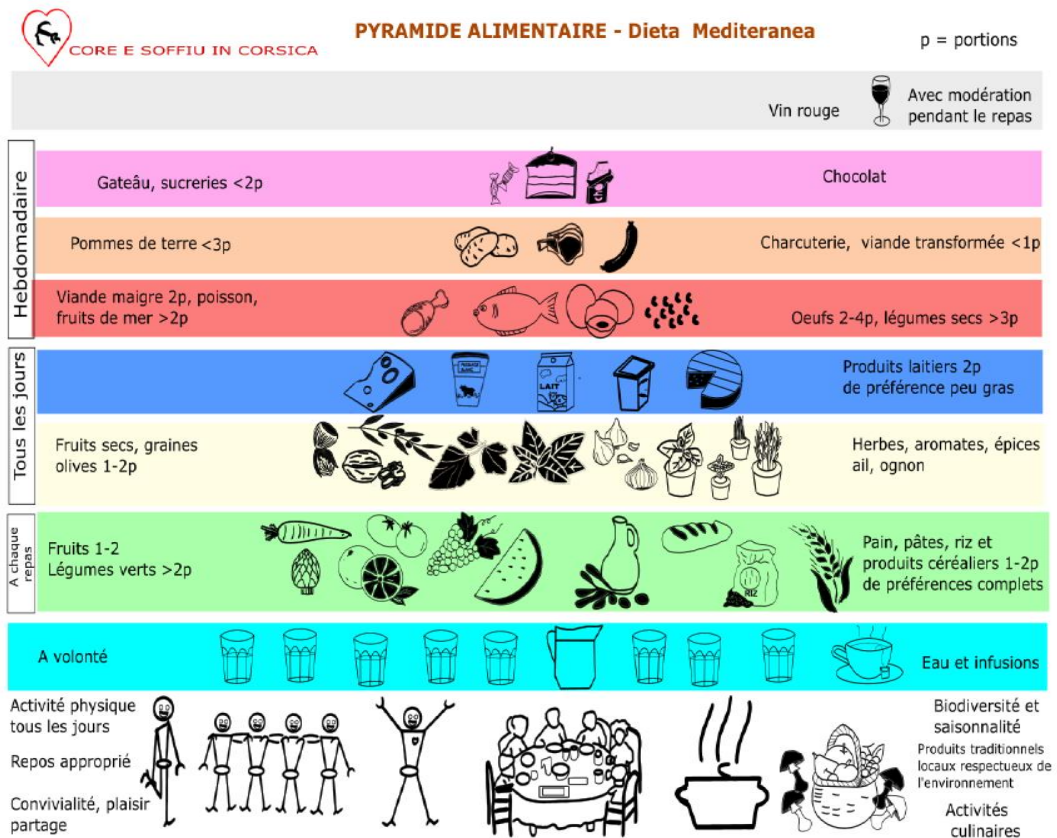 CORE E SOFFIU IN CORSICA
PYRAMIDE ALIMENTAIRE - Dieta Mediteranea
p = portions
Vin rouge
Avec modération
pendant le repas
Hebdomadaire
Gateâu, sucreries <2p
Chocolat
Pommes de terre <3p
Charcuterie, viande transformée <1p
Viande maigre 2p, poisson,
fruits de mer >2p
Oeufs 2-4p, légumes secs >3p
Tous les jours
LAIT
Produits laitiers 2p
de préférence peu gras
Fruits secs, graines
olives 1-2p
Herbes, aromates, épices
ail, ognon
A chaque
repas
Fruits 1-2
Légumes verts >2p
RIZ
Pain, pâtes, riz et
produits céréaliers 1-2p
de préférences complets
A volonté
Eau et infusions
Activité physique
tous les jours
Repos approprié
Convivialité, plaisir
partage
Biodiversité et
saisonnalité
Produits traditionnels
locaux respectueux de
l'environnement
Activités
culinaires